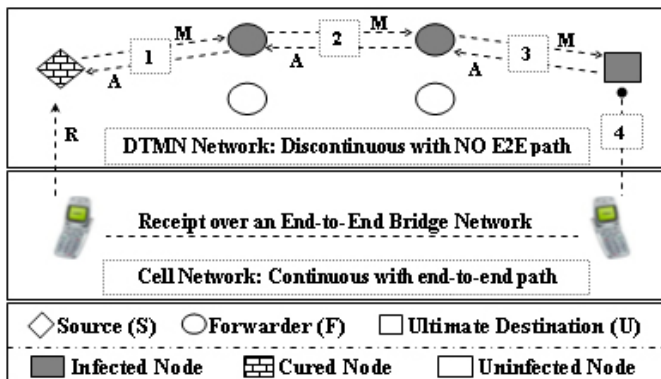 M 2 M
1 3 M
A A A
R 4
DTMN Network: Discontinuous with NO E2E path
Receipt over an End-to-End Bridge Network
Cell Network: Continuous with end-to-end path
Source (S) Forwarder (F) Ultimate Destination (U)
Infected Node Cured Node Uninfected Node